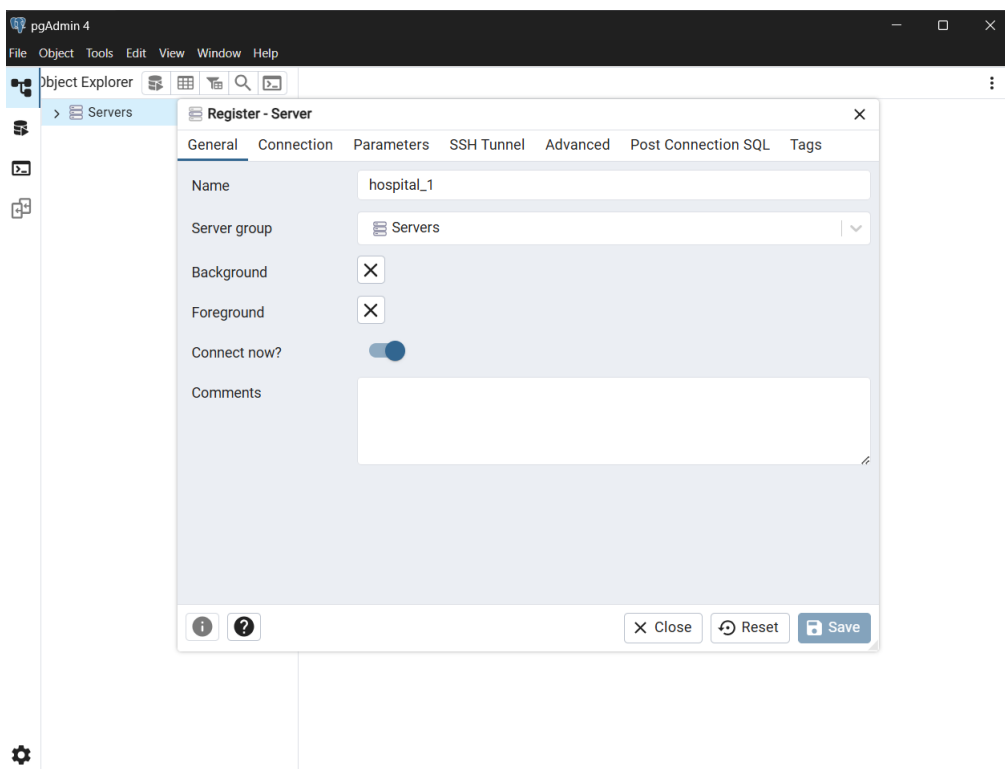 pgAdmin 4
File Object Tools Edit View Window Help
Object Explorer
Servers
Register - Server
General Connection Parameters SSH Tunnel Advanced Post Connection SQL Tags
Name hospital_1
Server group Servers
Background
Foreground
Connect now?
Comments
Close Reset Save